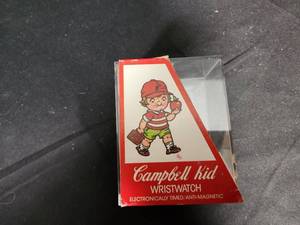 Campbell Kid
WRISTWATCH
ELECTRONICALLY TIMED/ANTI-MAGNETIC